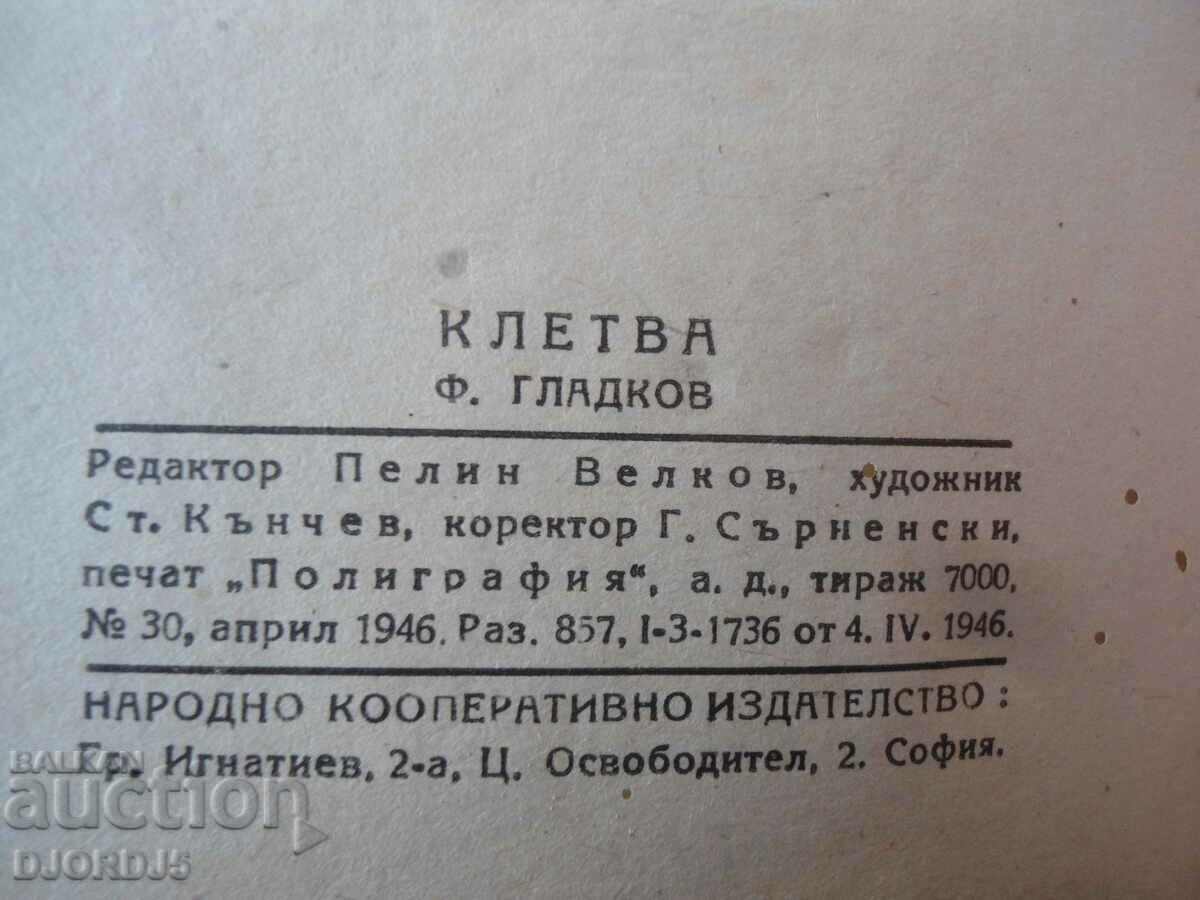 КЛЕТВА
Ф. ГЛАДКОВ
Редактор Пелин Велков, художник
Ст. Кънчев, коректор Г. Сърненски,
печат „Полиграфия“, а. д., тираж 7000,
№ 30, април 1946. Раз. 857, I-3-1736 от 4. IV. 1946.
НАРОДНО КООПЕРАТИВНО ИЗДАТЕЛСТВО:
Гр. Игнатиев, 2-а, Ц. Освободител, 2. София.
BALKAN
auction
DJORDJ5